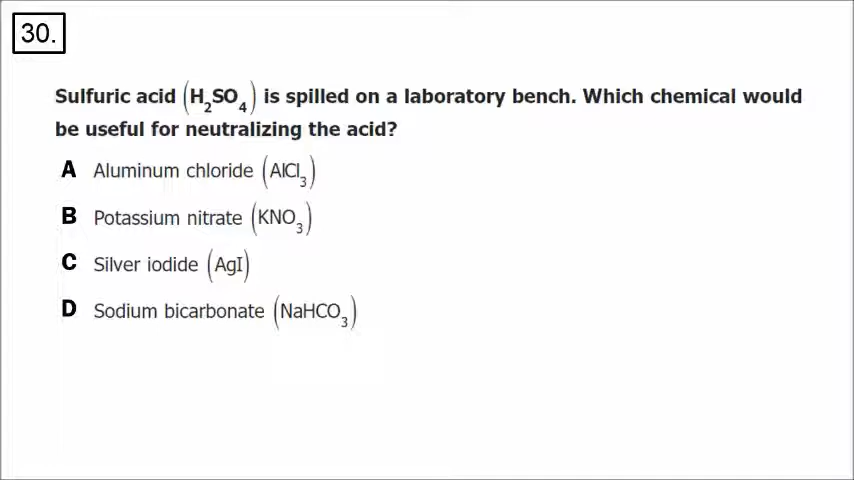 30.
Sulfuric acid (H₂SO₄) is spilled on a laboratory bench. Which chemical would
be useful for neutralizing the acid?
A Aluminum chloride (AlCl₃)
B Potassium nitrate (KNO₃)
C Silver iodide (AgI)
D Sodium bicarbonate (NaHCO₃)